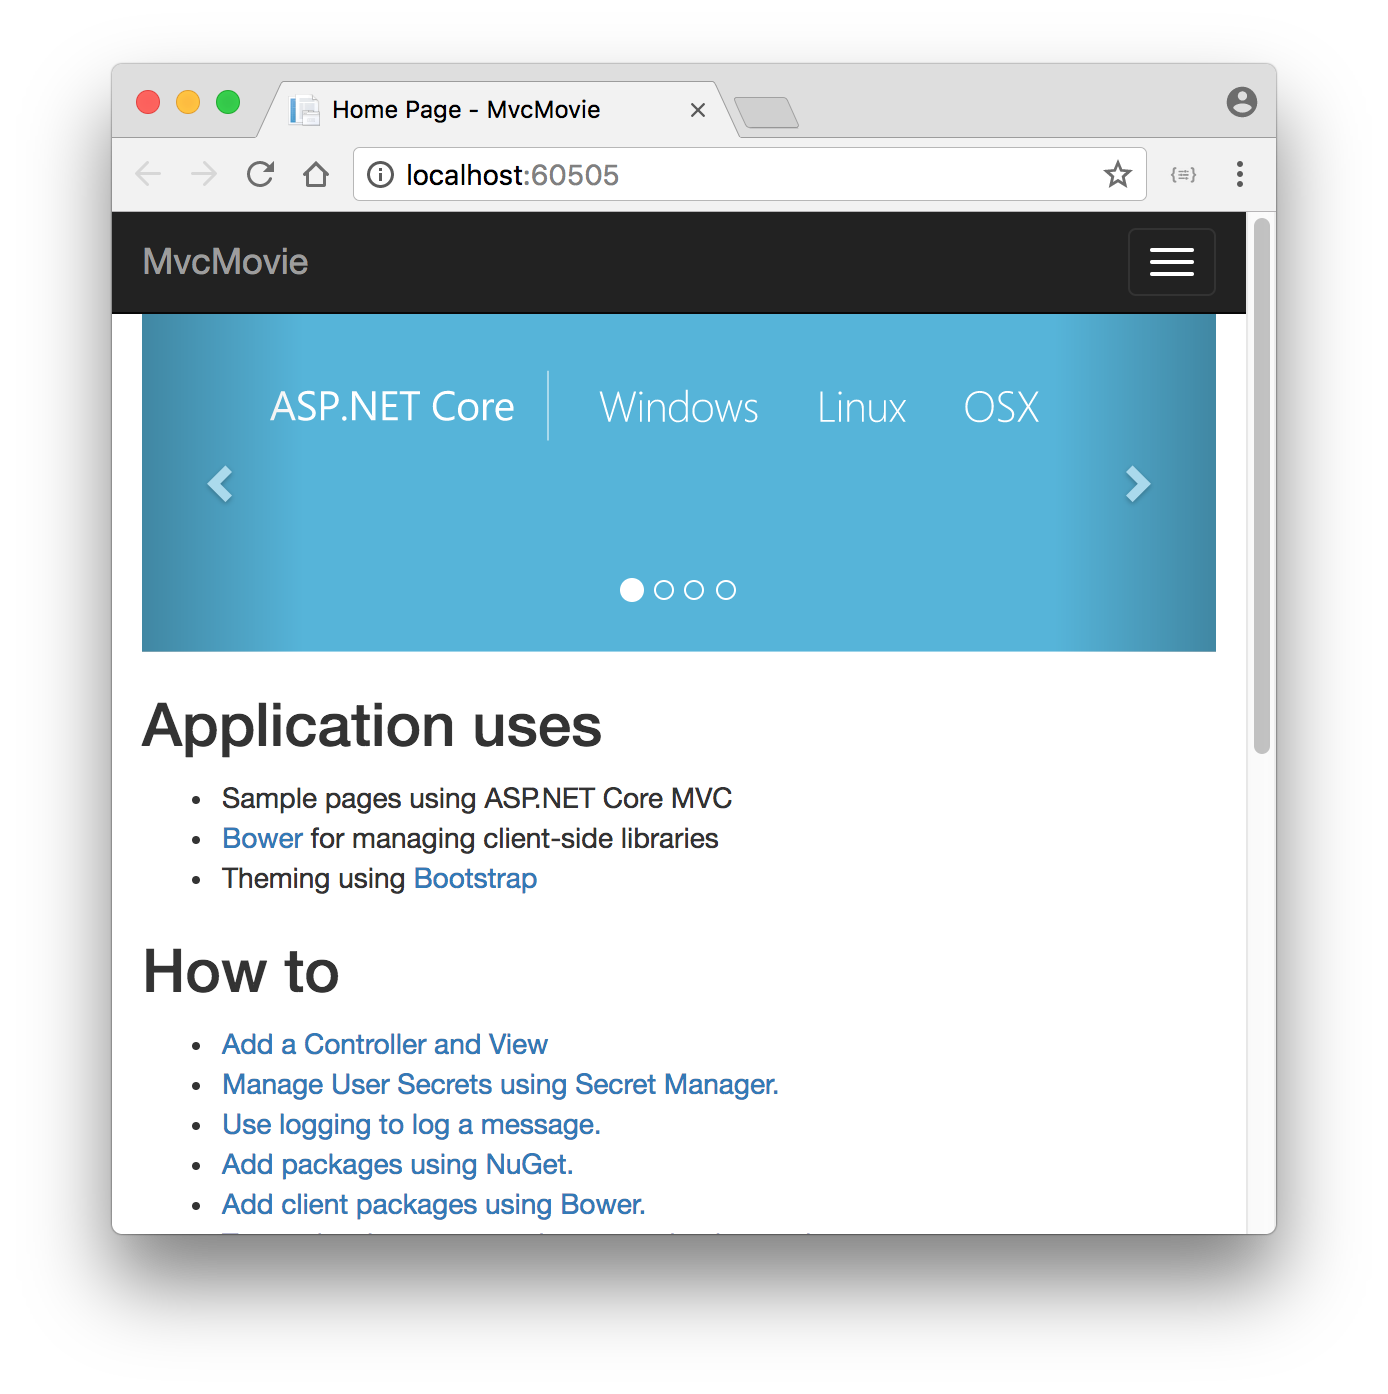 Home Page - MvcMovie
localhost:60505
MvcMovie
ASP.NET Core Windows Linux OSX
Application uses
Sample pages using ASP.NET Core MVC
Bower for managing client-side libraries
Theming using Bootstrap
How to
Add a Controller and View
Manage User Secrets using Secret Manager.
Use logging to log a message.
Add packages using NuGet.
Add client packages using Bower.